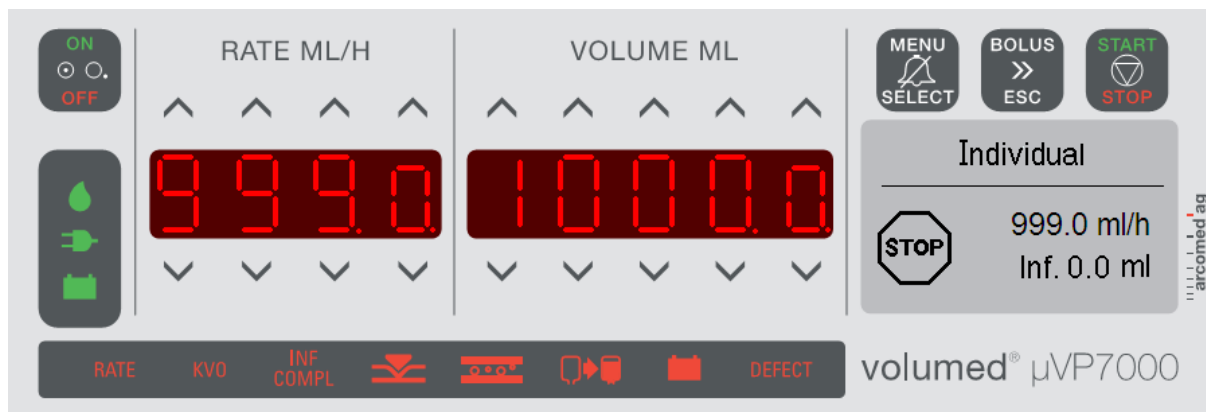 ON
OFF
RATE ML/H
VOLUME ML
MENU
SELECT
BOLUS
ESC
START
STOP
999.0
1000.0
Individual
STOP
999.0 ml/h
Inf. 0.0 ml
arcomed ag
RATE
KVO
INF
COMPL
DEFECT
volumed® µVP7000